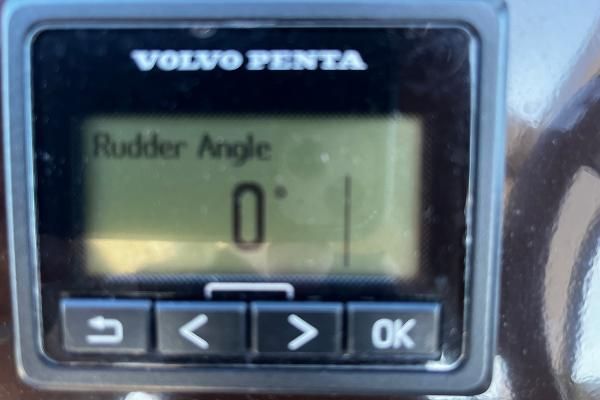 VOLVO PENTA
Rudder Angle
0°
< > OK